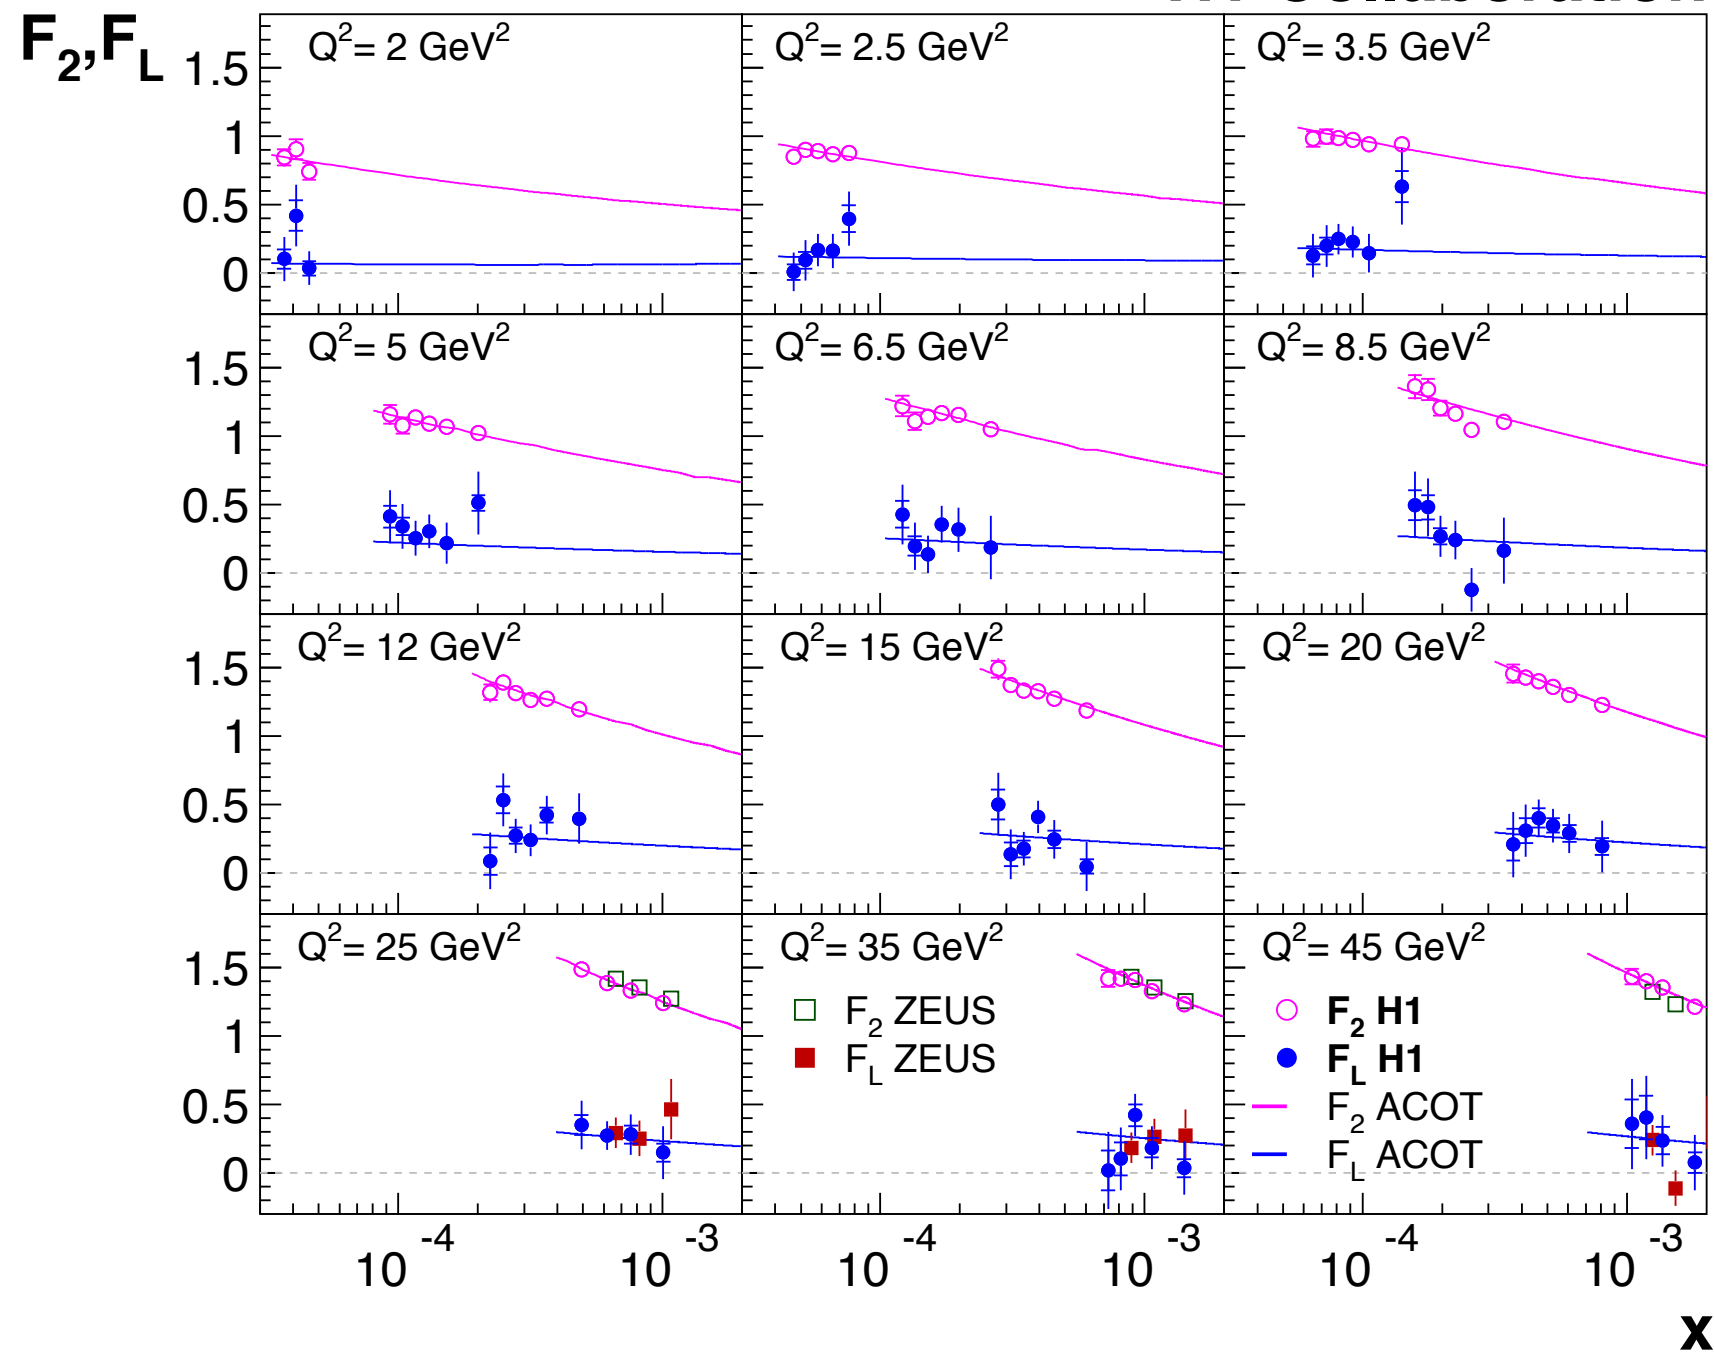 F2,FL
Q2= 2 GeV2
Q2= 2.5 GeV2
Q2= 3.5 GeV2
1.5
1
0.5
0
Q2= 5 GeV2
Q2= 6.5 GeV2
Q2= 8.5 GeV2
1.5
1
0.5
0
Q2= 12 GeV2
Q2= 15 GeV2
Q2= 20 GeV2
1.5
1
0.5
0
Q2= 25 GeV2
Q2= 35 GeV2
Q2= 45 GeV2
1.5
1
0.5
0
F2 ZEUS
FL ZEUS
F2 H1
FL H1
F2 ACOT
FL ACOT
10-4
10-3
10-4
10-3
10-4
10-3
x